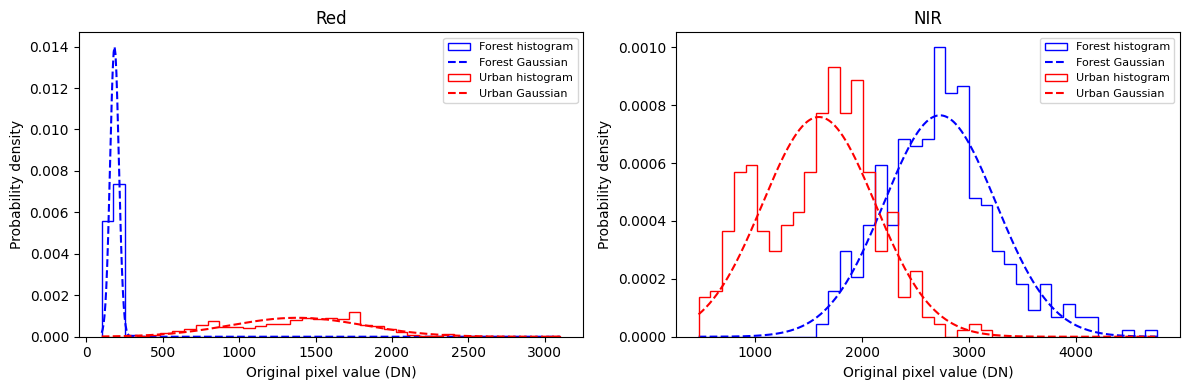 Red
Probability density
0.014
0.012
0.010
0.008
0.006
0.004
0.002
0.000
0
500
1000
1500
2000
2500
3000
Original pixel value (DN)
Forest histogram
Forest Gaussian
Urban histogram
Urban Gaussian
NIR
Probability density
0.0010
0.0008
0.0006
0.0004
0.0002
0.0000
1000
2000
3000
4000
Original pixel value (DN)
Forest histogram
Forest Gaussian
Urban histogram
Urban Gaussian